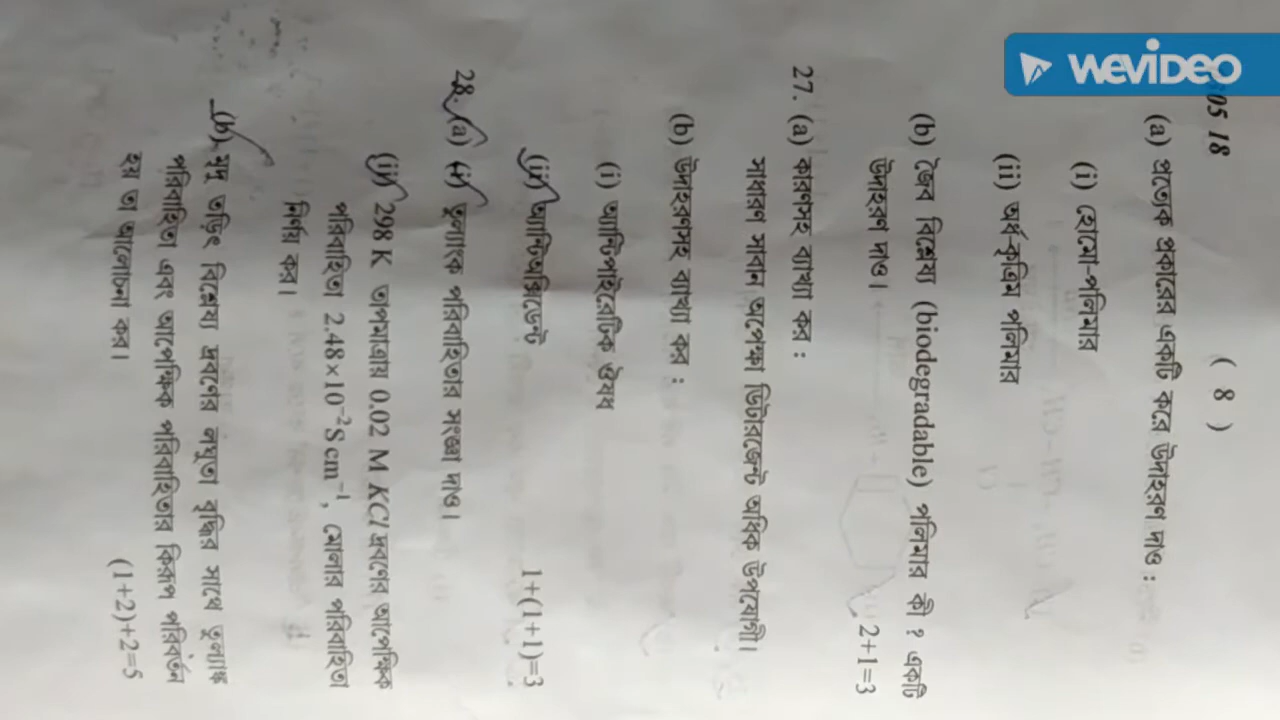 WEVIDEO
05 18
( 8 )
(a) প্রত্যেক প্রকারের একটি করে উদাহরণ দাও :
(i) হোমো-পলিমার
(ii) অর্ধ-কৃত্রিম পলিমার
(b) জৈব বিশ্লেষ্য (biodegradable) পলিমার কী ? একটি
উদাহরণ দাও। 2+1=3
27. (a) কারণসহ ব্যাখ্যা কর :
সাধারণ সাবান অপেক্ষা ডিটারজেন্ট অধিক উপযোগী।
(b) উদাহরণসহ ব্যাখ্যা কর :
(i) অ্যান্টিপাইরেটিক ঔষধ
(ii) অ্যান্টিঅক্সিডেন্ট 1+(1+1)=3
28. (a) (i) তুল্যাংক পরিবাহিতার সংজ্ঞা দাও।
(ii) 298 K তাপমাত্রায় 0.02 M KCl দ্রবণের আপেক্ষিক
পরিবাহিতা 2.48×10⁻² S cm⁻¹, মোলার পরিবাহিতা
নির্ণয় কর।
(b) মৃদু তড়িৎ বিশ্লেষ্য দ্রবণের লঘুতা বৃদ্ধির সাথে তুল্যাঙ্ক
পরিবাহিতা এবং আপেক্ষিক পরিবাহিতার কিরূপ পরিবর্তন
হয় তা আলোচনা কর। (1+2)+2=5